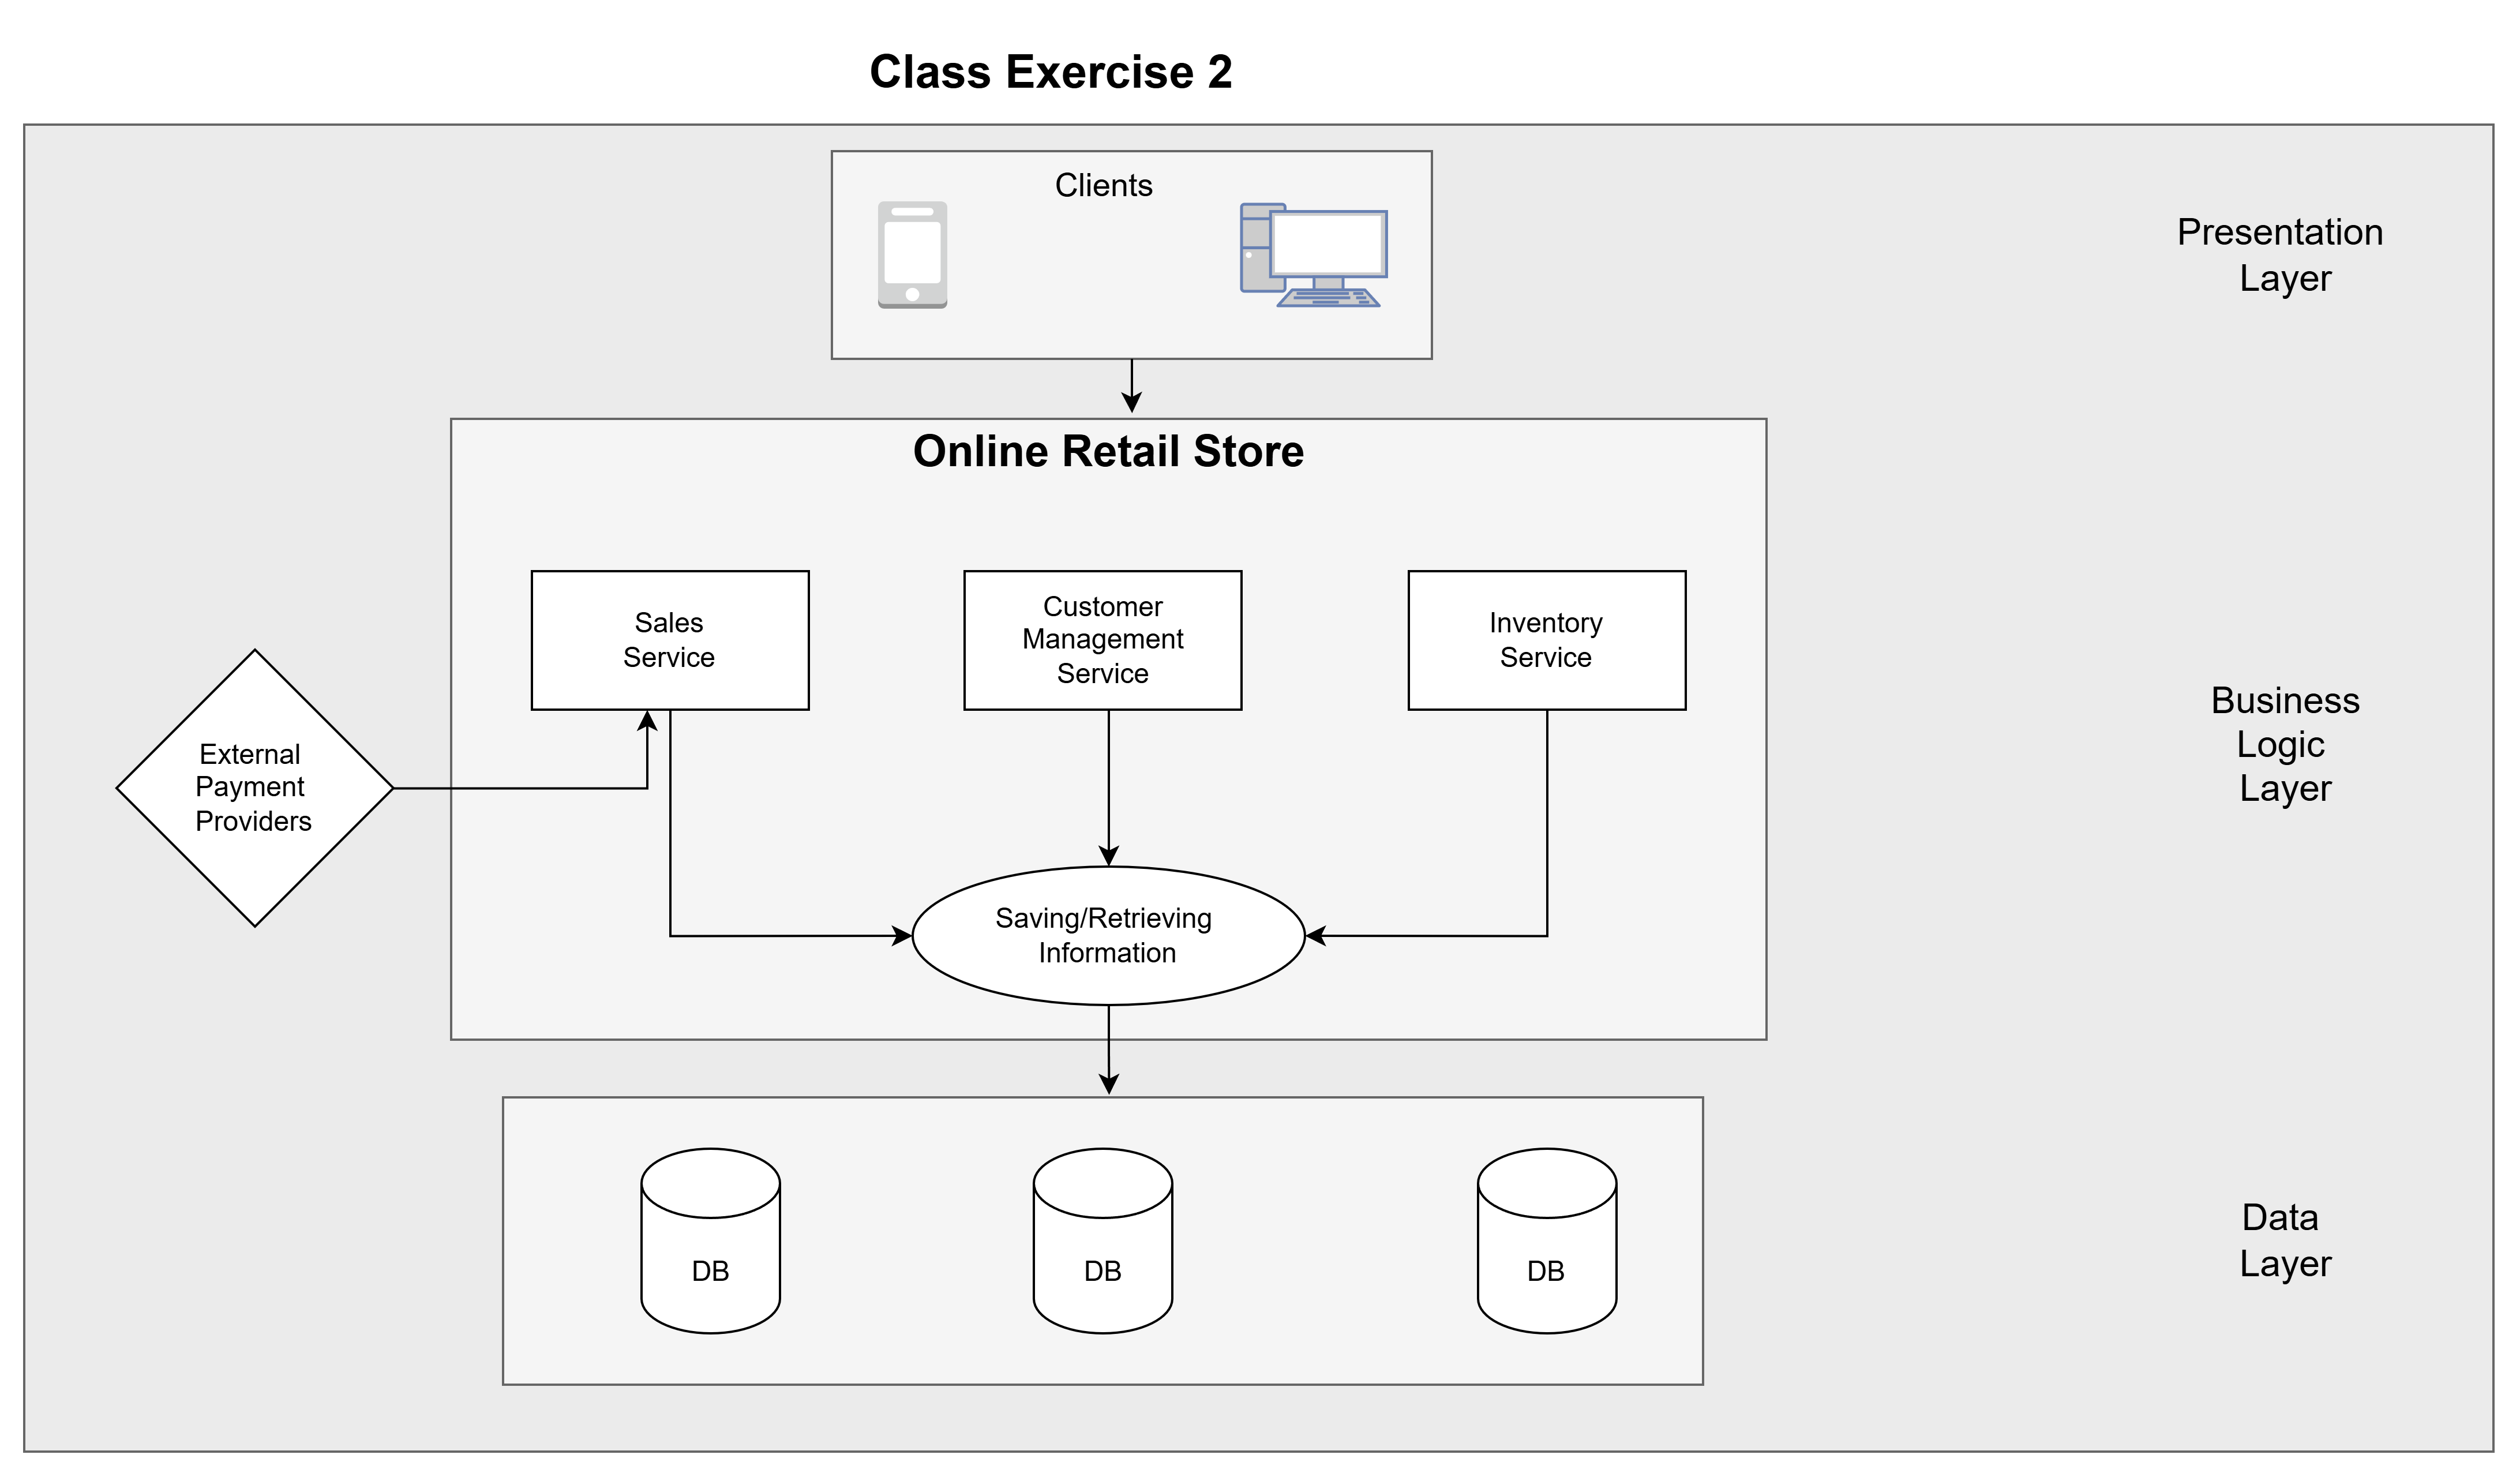 Class Exercise 2
Clients
Presentation
Layer
Online Retail Store
Sales
Service
Customer
Management
Service
Inventory
Service
External
Payment
Providers
Business
Logic
Layer
Saving/Retrieving
Information
DB
DB
DB
Data
Layer